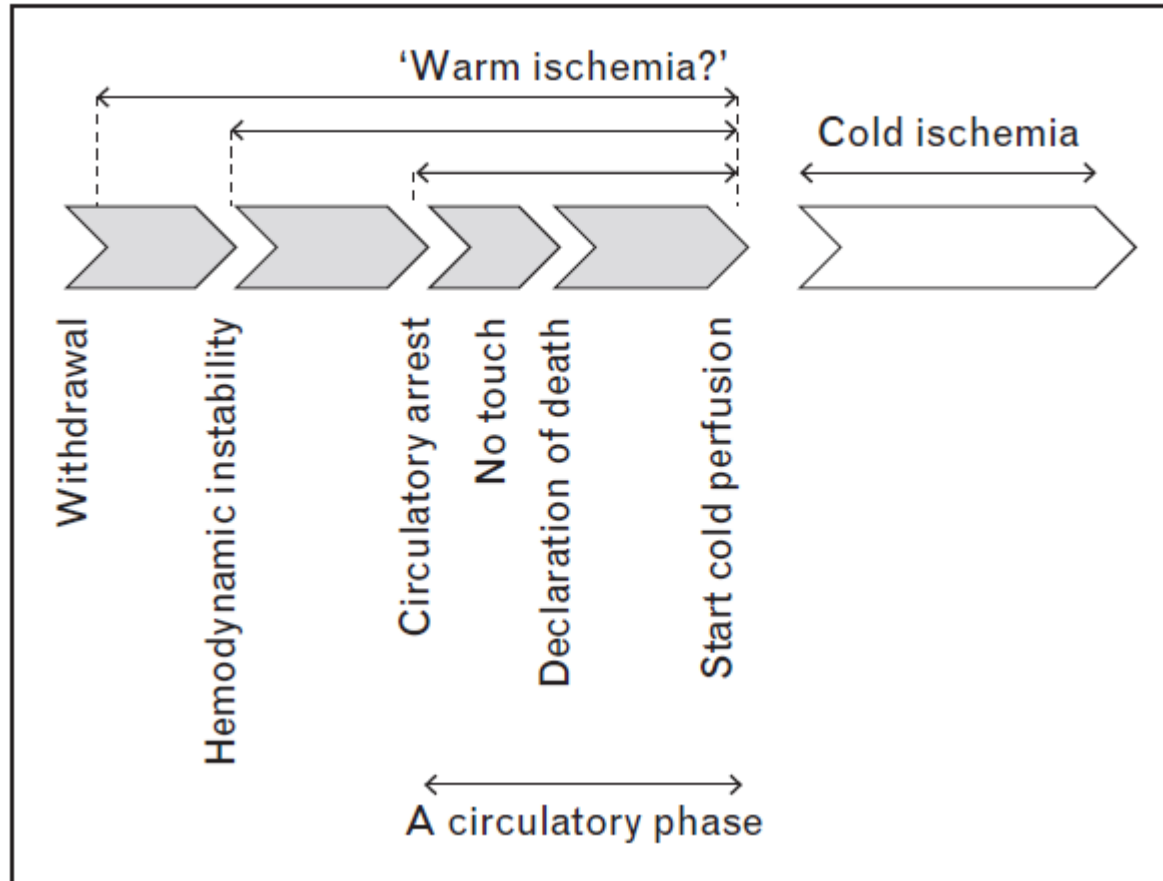 ‘Warm ischemia?’
Cold ischemia
Withdrawal
Hemodynamic instability
Circulatory arrest
No touch
Declaration of death
Start cold perfusion
A circulatory phase